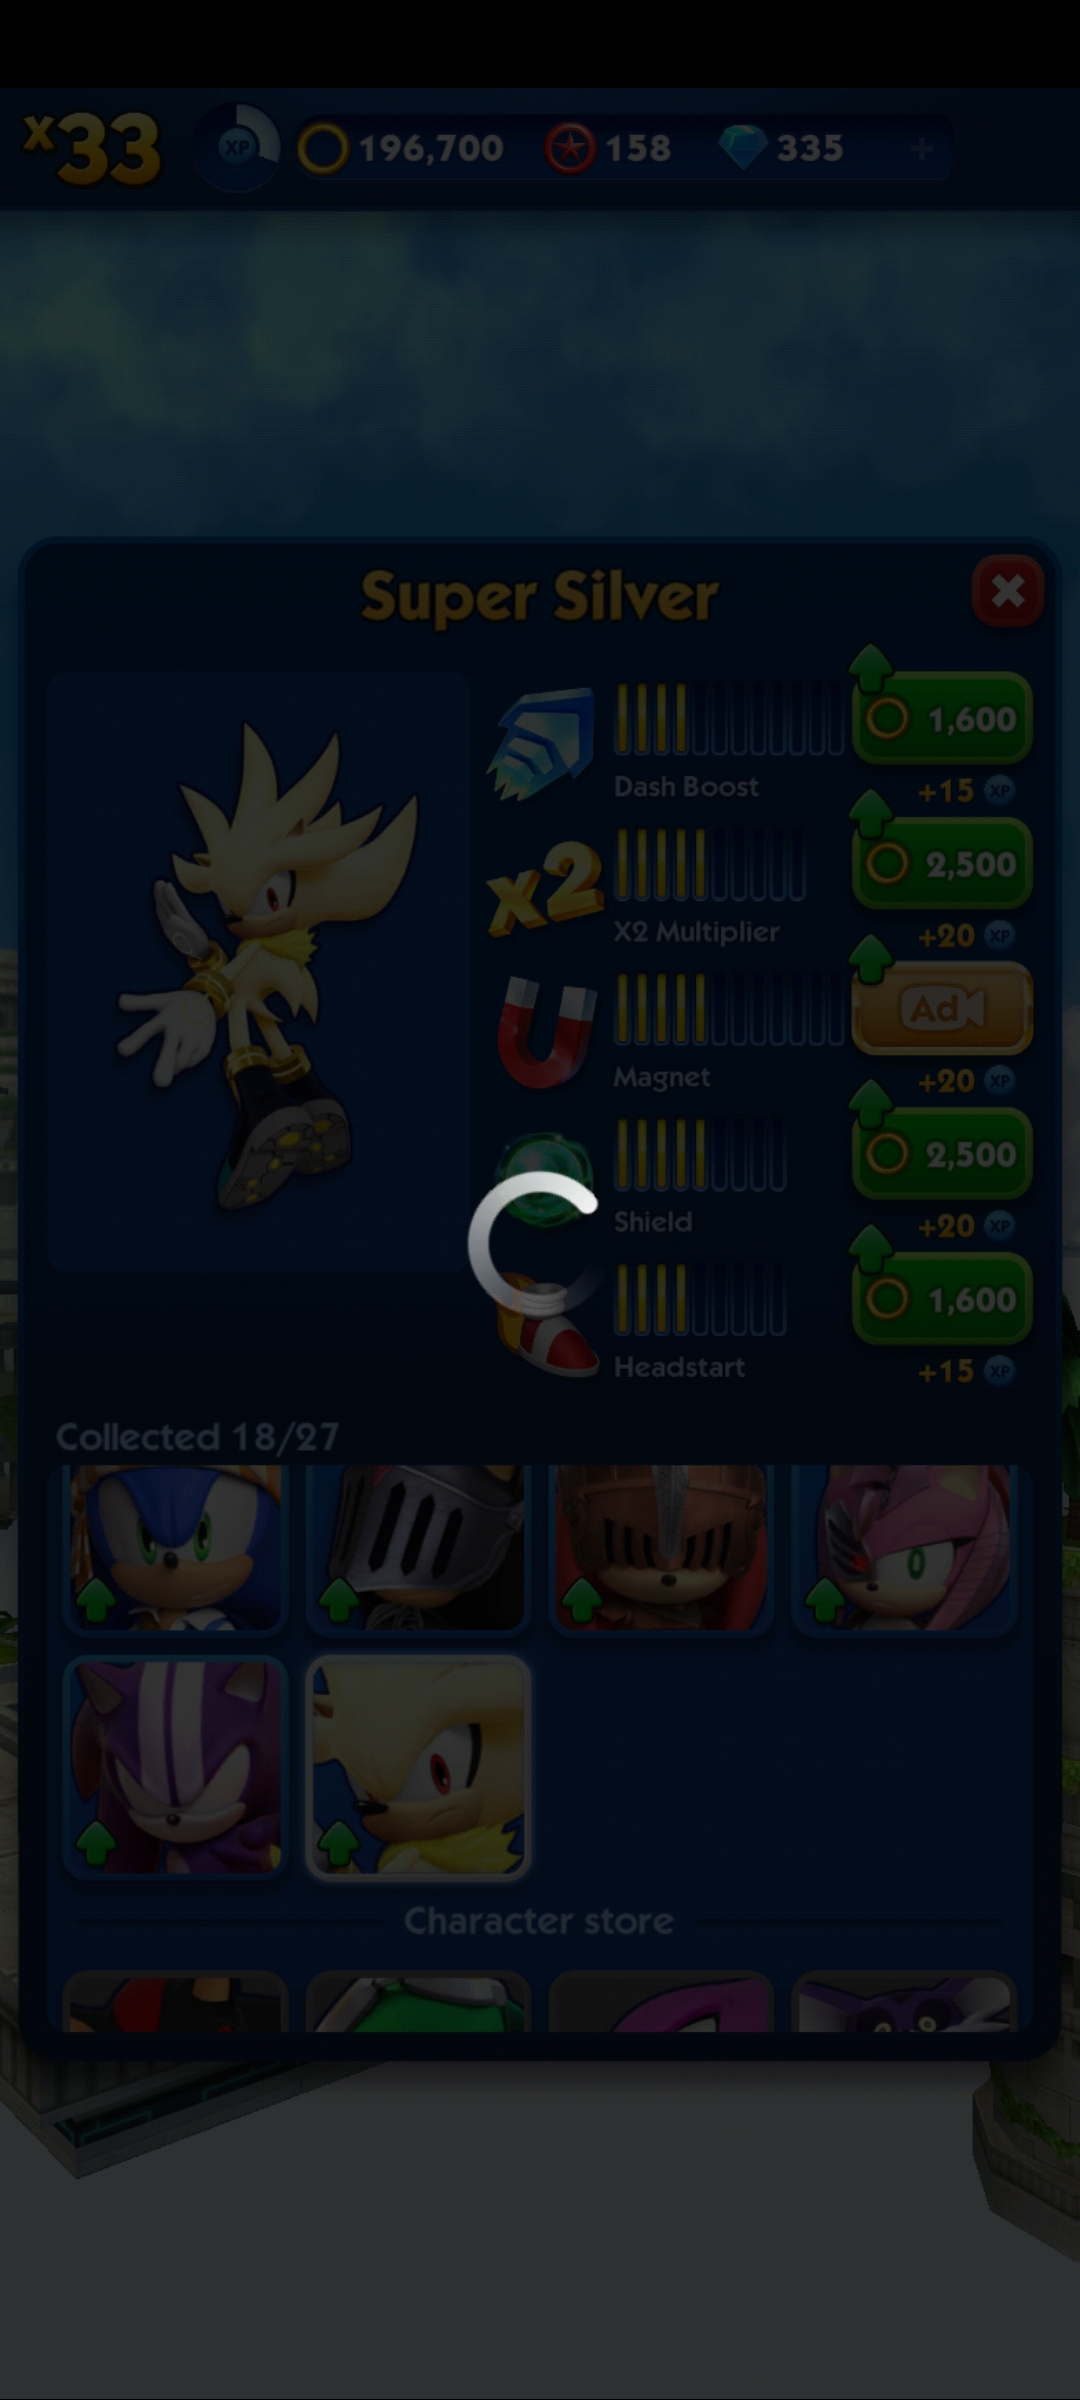 x33 XP 196,700 158 335 +
Super Silver
1,600
Dash Boost +15 XP
x2 2,500
X2 Multiplier +20 XP
Ad
Magnet +20 XP
2,500
Shield +20 XP
1,600
Headstart +15 XP
Collected 18/27
Character store